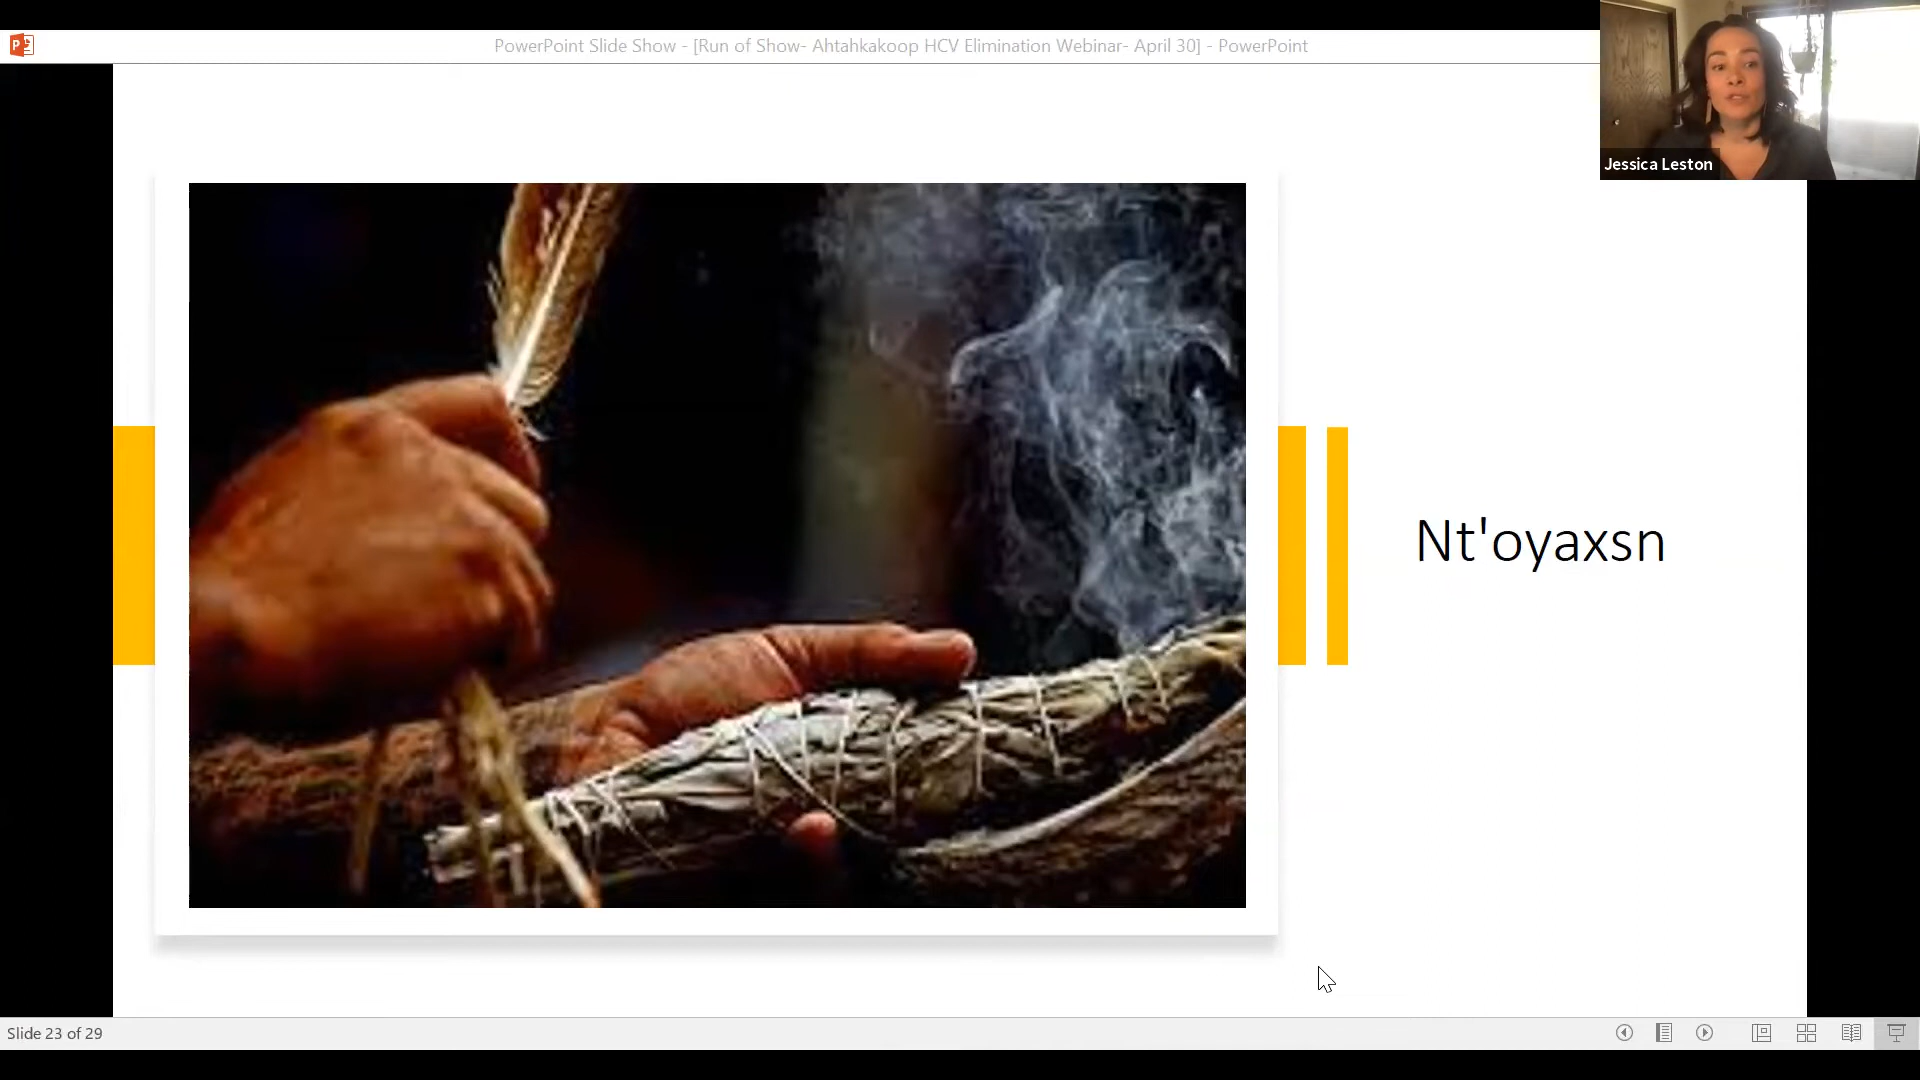 PowerPoint Slide Show - [Run of Show- Ahtahkakoop HCV Elimination Webinar- April 30] - PowerPoint
Jessica Leston
Nt'oyaxsn
Slide 23 of 29